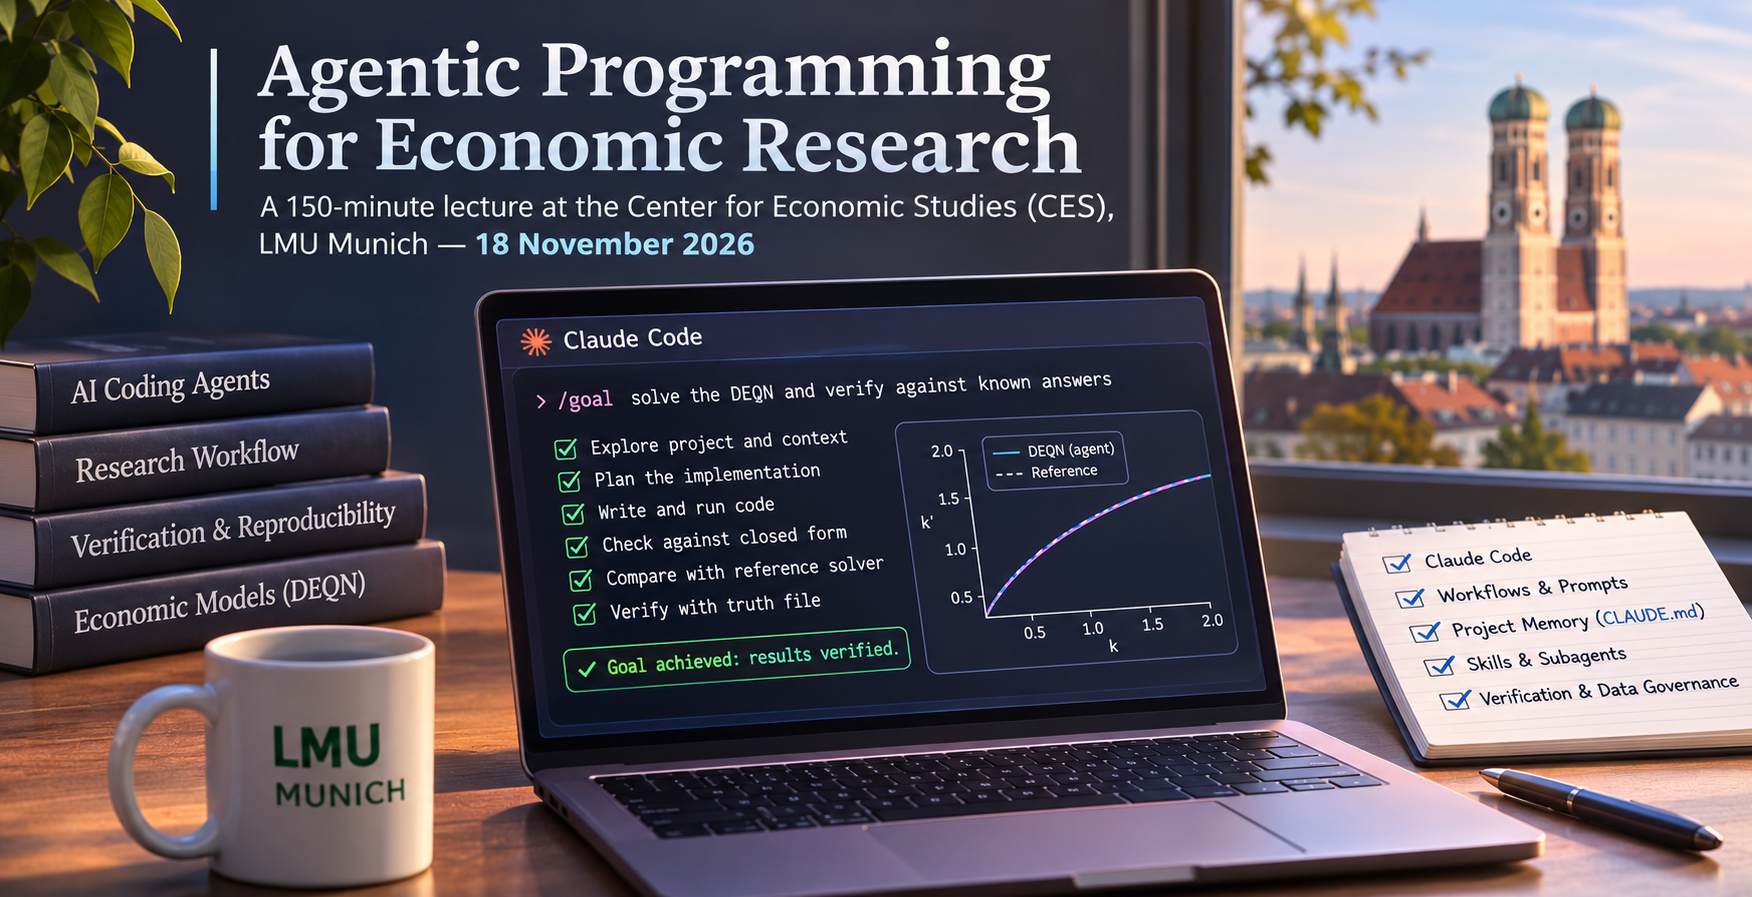 Agentic Programming
for Economic Research
A 150-minute lecture at the Center for Economic Studies (CES),
LMU Munich — 18 November 2026
AI Coding Agents
Research Workflow
Verification & Reproducibility
Economic Models (DEQN)
LMU
MUNICH
Claude Code
> /goal solve the DEQN and verify against known answers
Explore project and context
Plan the implementation
Write and run code
Check against closed form
Compare with reference solver
Verify with truth file
Goal achieved: results verified.
DEQN (agent)
Reference
2.0
1.5
1.0
0.5
k'
0.5 1.0 1.5 2.0
k
Claude Code
Workflows & Prompts
Project Memory (CLAUDE.md)
Skills & Subagents
Verification & Data Governance